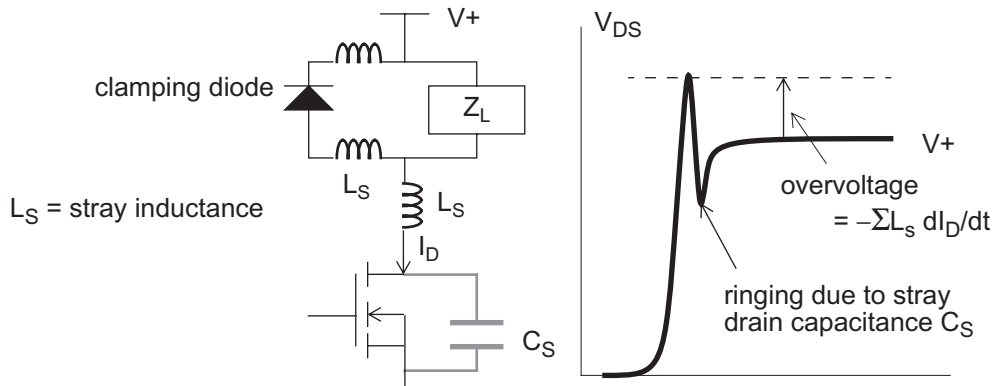 V+
clamping diode
Z_L
L_S
L_S = stray inductance
L_S
I_D
C_S
V_DS
V+
overvoltage
= –ΣL_s dI_D/dt
ringing due to stray
drain capacitance C_S